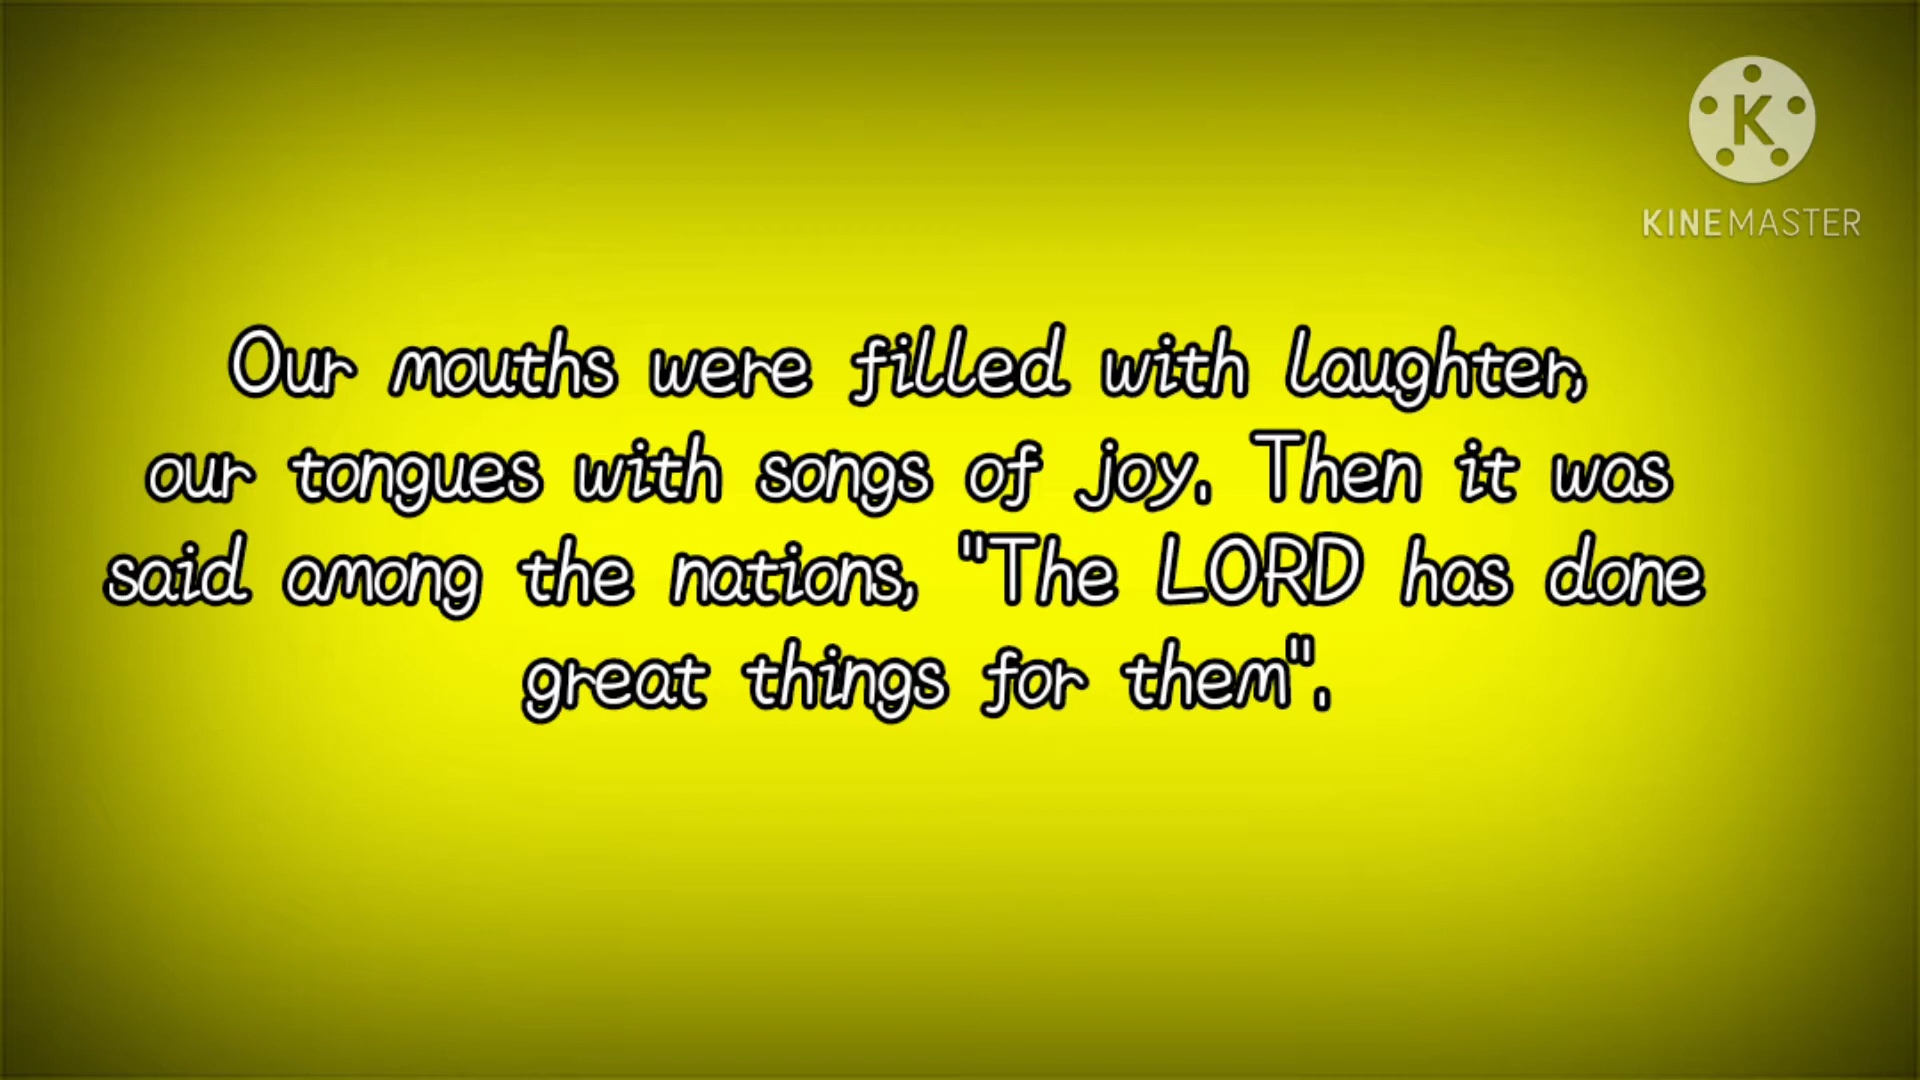 K
KINEMASTER
Our mouths were filled with laughter,
our tongues with songs of joy. Then it was
said among the nations, "The LORD has done
great things for them".